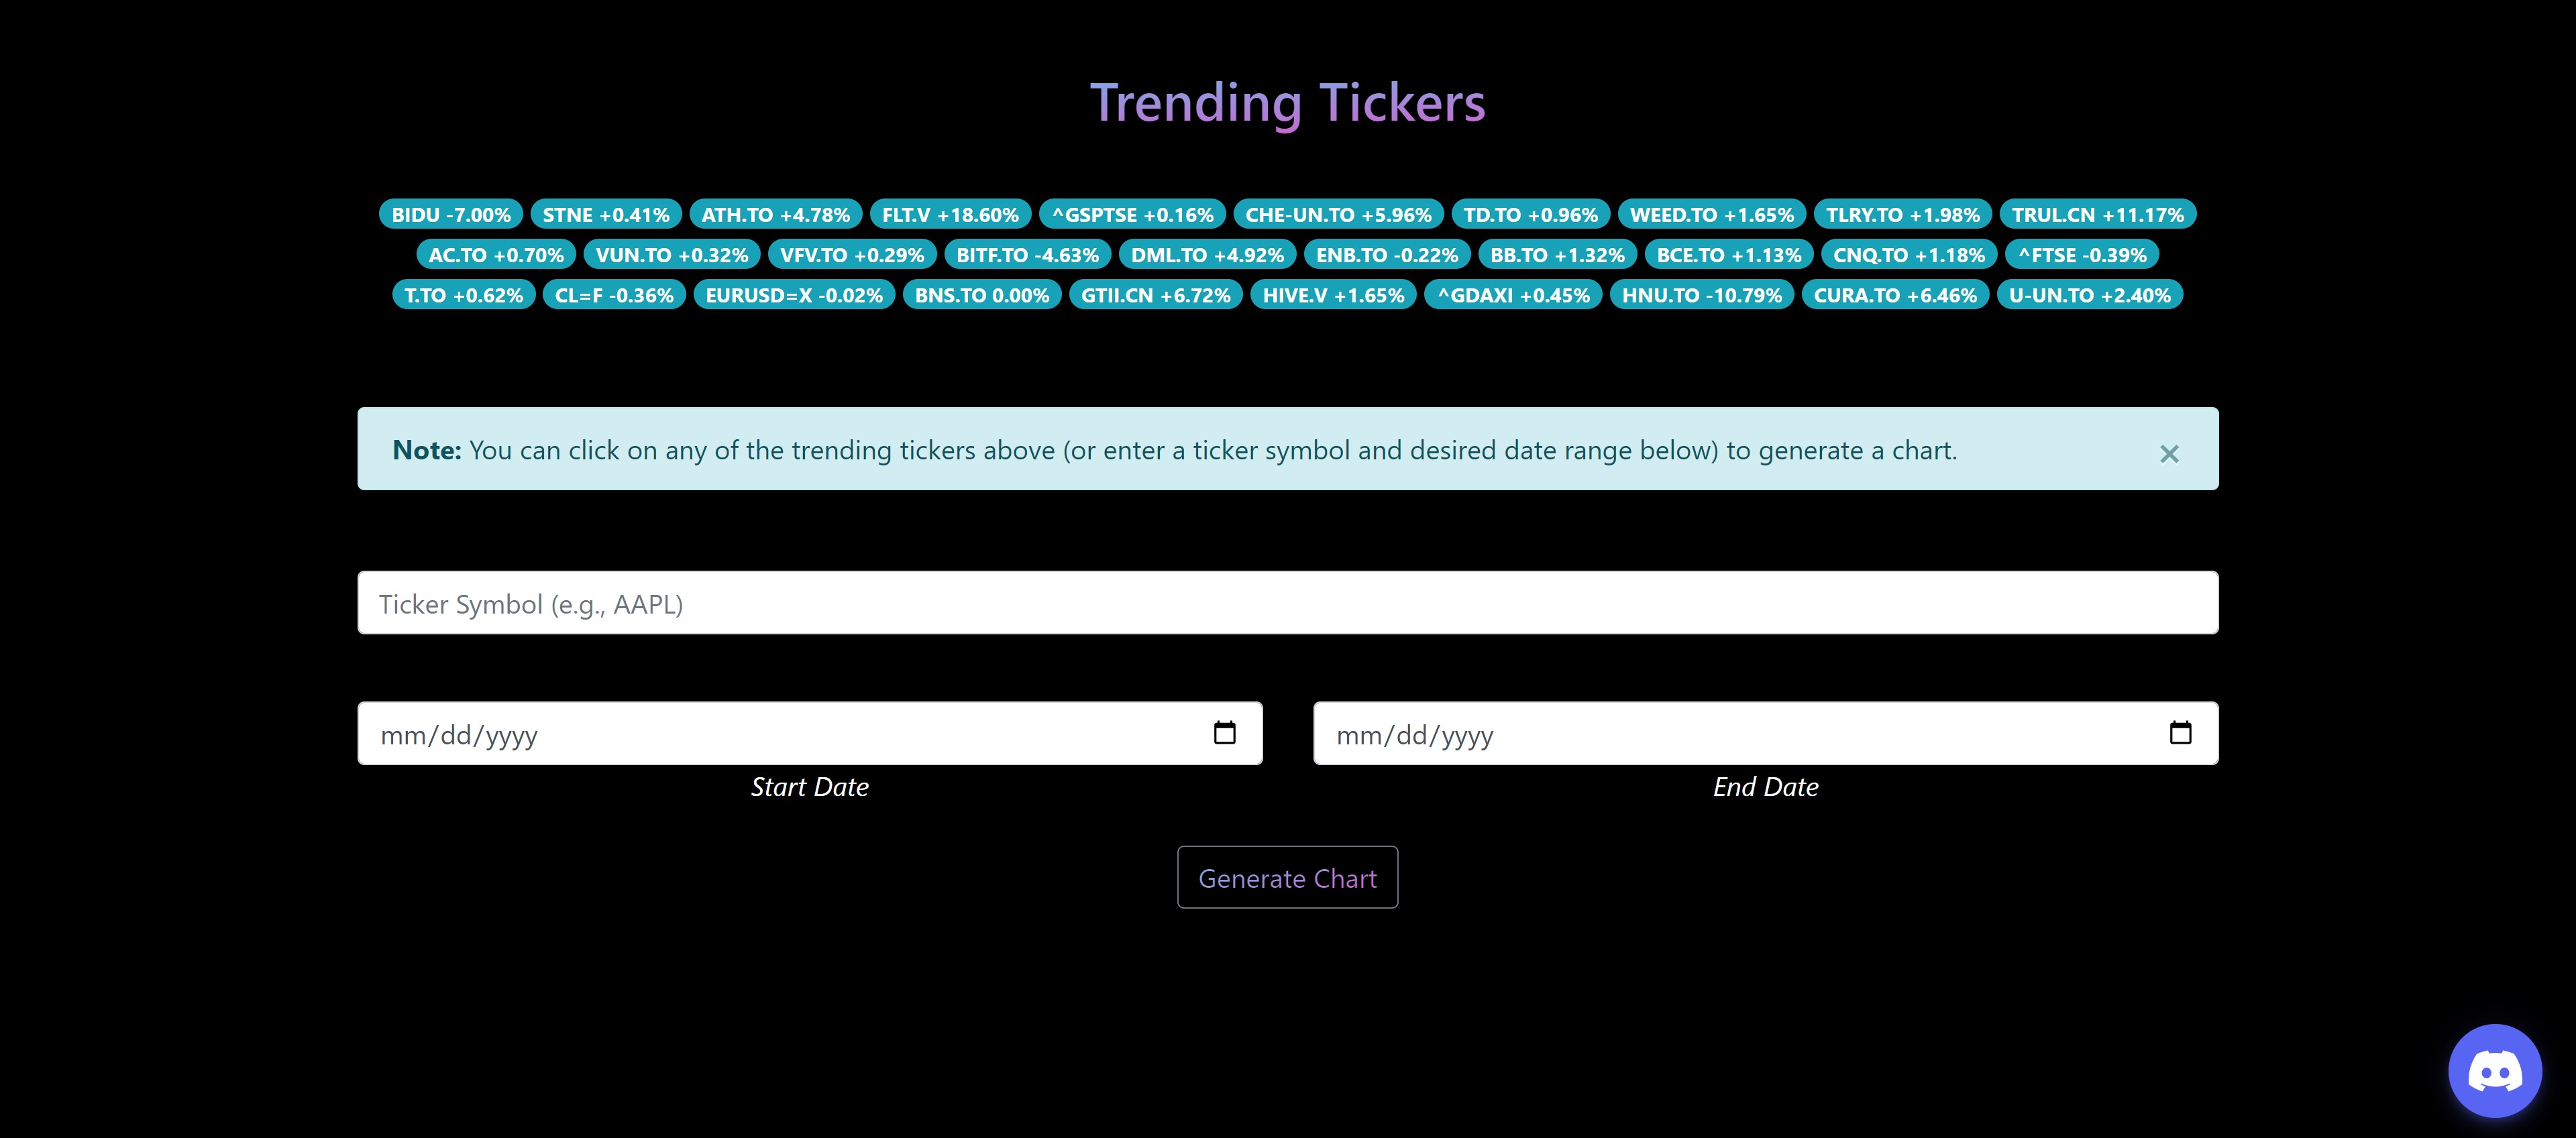 Trending Tickers
BIDU -7.00% STNE +0.41% ATH.TO +4.78% FLT.V +18.60% ^GSPTSE +0.16% CHE-UN.TO +5.96% TD.TO +0.96% WEED.TO +1.65% TLRY.TO +1.98% TRUL.CN +11.17%
AC.TO +0.70% VUN.TO +0.32% VFV.TO +0.29% BITF.TO -4.63% DML.TO +4.92% ENB.TO -0.22% BB.TO +1.32% BCE.TO +1.13% CNQ.TO +1.18% ^FTSE -0.39%
T.TO +0.62% CL=F -0.36% EURUSD=X -0.02% BNS.TO 0.00% GTII.CN +6.72% HIVE.V +1.65% ^GDAXI +0.45% HNU.TO -10.79% CURA.TO +6.46% U-UN.TO +2.40%
Note: You can click on any of the trending tickers above (or enter a ticker symbol and desired date range below) to generate a chart. ×
Ticker Symbol (e.g., AAPL)
mm/dd/yyyy mm/dd/yyyy
Start Date End Date
Generate Chart